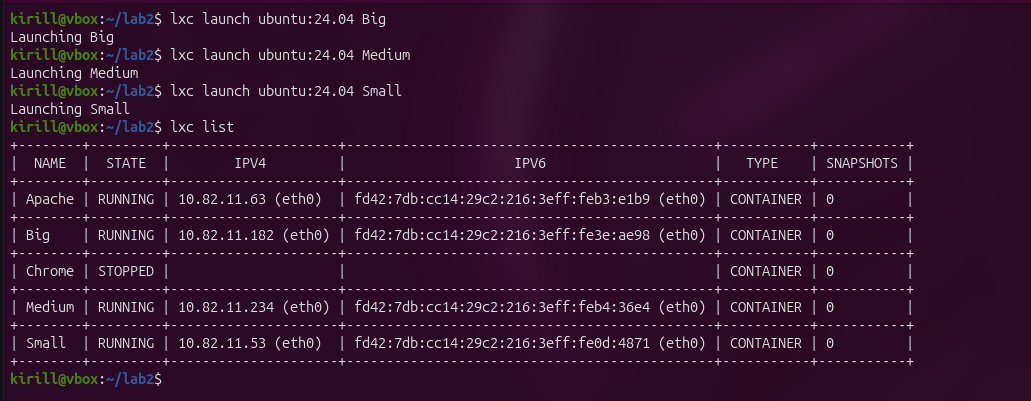 kirill@vbox:~/lab2$ lxc launch ubuntu:24.04 Big
Launching Big
kirill@vbox:~/lab2$ lxc launch ubuntu:24.04 Medium
Launching Medium
kirill@vbox:~/lab2$ lxc launch ubuntu:24.04 Small
Launching Small
kirill@vbox:~/lab2$ lxc list
+--------+---------+---------------------+----------------------------------------------+-----------+-----------+
|  NAME  |  STATE  |        IPV4         |                     IPV6                     |   TYPE    | SNAPSHOTS |
+--------+---------+---------------------+----------------------------------------------+-----------+-----------+
| Apache | RUNNING | 10.82.11.63 (eth0)  | fd42:7db:cc14:29c2:216:3eff:feb3:e1b9 (eth0) | CONTAINER | 0         |
+--------+---------+---------------------+----------------------------------------------+-----------+-----------+
| Big    | RUNNING | 10.82.11.182 (eth0) | fd42:7db:cc14:29c2:216:3eff:fe3e:ae98 (eth0) | CONTAINER | 0         |
+--------+---------+---------------------+----------------------------------------------+-----------+-----------+
| Chrome | STOPPED |                     |                                              | CONTAINER | 0         |
+--------+---------+---------------------+----------------------------------------------+-----------+-----------+
| Medium | RUNNING | 10.82.11.234 (eth0) | fd42:7db:cc14:29c2:216:3eff:feb4:36e4 (eth0) | CONTAINER | 0         |
+--------+---------+---------------------+----------------------------------------------+-----------+-----------+
| Small  | RUNNING | 10.82.11.53 (eth0)  | fd42:7db:cc14:29c2:216:3eff:fe0d:4871 (eth0) | CONTAINER | 0         |
+--------+---------+---------------------+----------------------------------------------+-----------+-----------+
kirill@vbox:~/lab2$